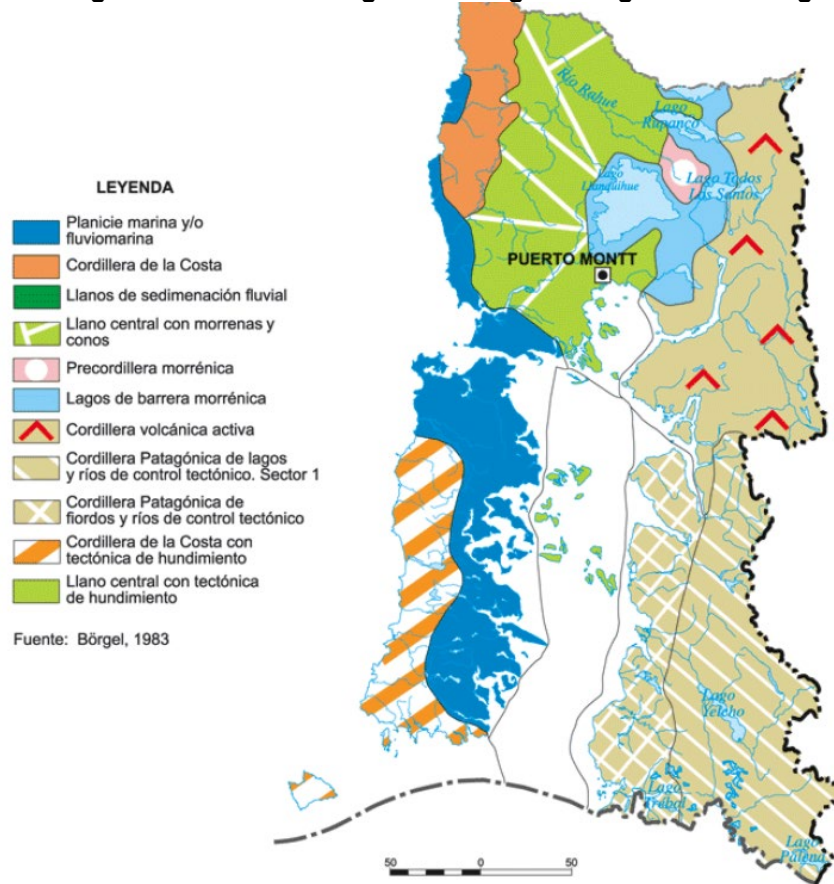 LEYENDA
Planicie marina y/o
fluviomarina
Cordillera de la Costa
Llanos de sedimenación fluvial
Llano central con morrenas y
conos
Precordillera morrénica
Lagos de barrera morrénica
Cordillera volcánica activa
Cordillera Patagónica de lagos
y ríos de control tectónico. Sector 1
Cordillera Patagónica de
fiordos y ríos de control tectónico
Cordillera de la Costa con
tectónica de hundimiento
Llano central con tectónica
de hundimiento
Fuente: Börgel, 1983
Río Rahue
Lago
Rupanco
Lago
Llanquihue
Lago Todos
Los Santos
PUERTO MONTT
Lago
Yelcho
Lago
Trébal
Lago
Palena
50 0 50